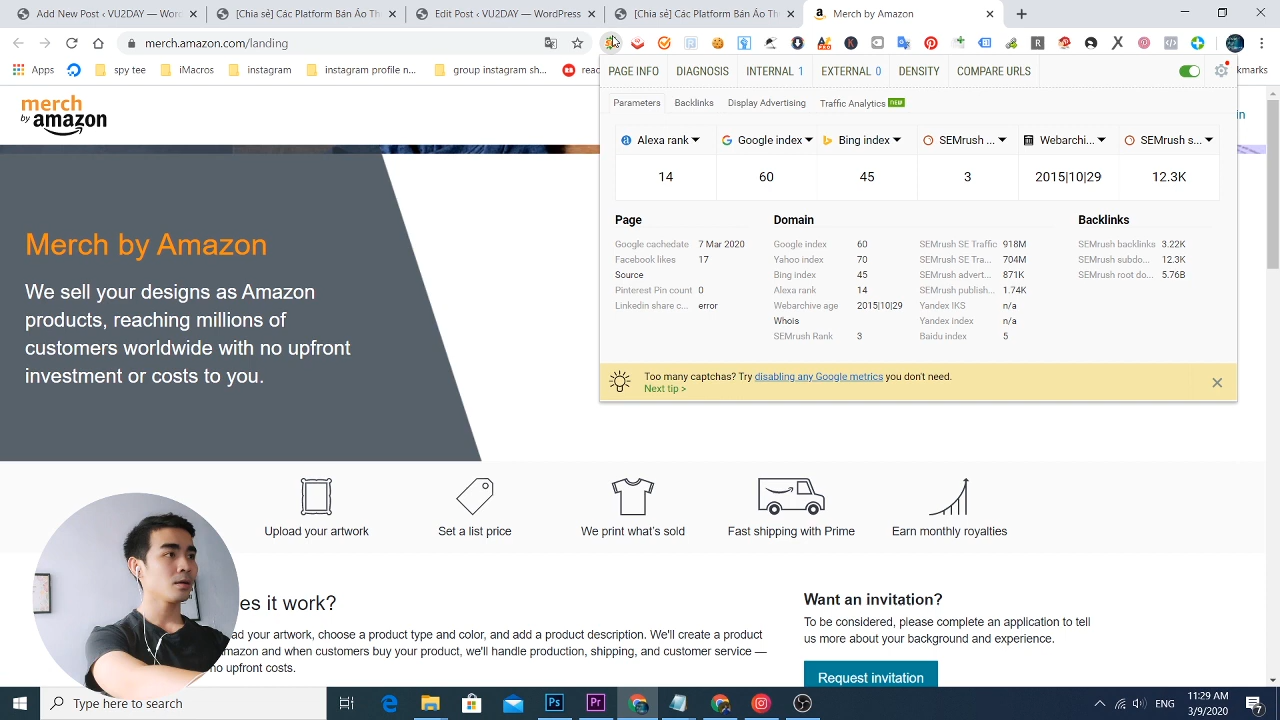 Add New Post ‹ VU2DAY — Word
[Chia sẻ] Các Platform Bán Áo Th
Edit Post ‹ VU2DAY — WordPress
[Chia sẻ] Các Platform Bán Áo Th
Merch by Amazon
merch.amazon.com/landing
Apps
spy tee
iMacros
instagram
instagram profile n...
group instagram sh...
PAGE INFO
DIAGNOSIS
INTERNAL 1
EXTERNAL 0
DENSITY
COMPARE URLS
Parameters
Backlinks
Display Advertising
Traffic Analytics NEW
merch
by amazon
Alexa rank
Google index
Bing index
SEMrush ...
Webarchi...
SEMrush s...
14
60
45
3
2015|10|29
12.3K
Page
Google cachedate 7 Mar 2020
Facebook likes 17
Source
Pinterest Pin count 0
Linkedin share c... error
Domain
Google index 60
Yahoo index 70
Bing index 45
Alexa rank 14
Webarchive age 2015|10|29
Whois
SEMrush Rank 3
SEMrush SE Traffic 918M
SEMrush SE Tra... 704M
SEMrush advert... 871K
SEMrush publish... 1.74K
Yandex IKS n/a
Yandex index n/a
Baidu index 5
Backlinks
SEMrush backlinks 3.22K
SEMrush subdo... 12.3K
SEMrush root do... 5.76B
Too many captchas? Try disabling any Google metrics you don't need.
Next tip >
Merch by Amazon
We sell your designs as Amazon
products, reaching millions of
customers worldwide with no upfront
investment or costs to you.
Upload your artwork
Set a list price
We print what's sold
Fast shipping with Prime
Earn monthly royalties
es it work?
ad your artwork, choose a product type and color, and add a product description. We'll create a product
mazon and when customers buy your product, we'll handle production, shipping, and customer service —
no upfront costs.
Want an invitation?
To be considered, please complete an application to tell
us more about your background and experience.
Request invitation
Type here to search
ENG
11:29 AM
3/9/2020